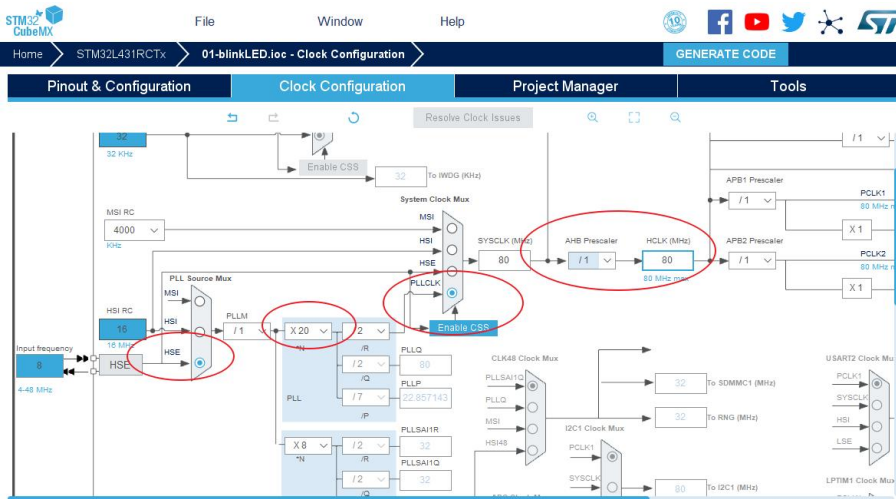 STM32
CubeMX
File
Window
Help
10
Home
STM32L431RCTx
01-blinkLED.ioc - Clock Configuration
GENERATE CODE
Pinout & Configuration
Clock Configuration
Project Manager
Tools
Resolve Clock Issues
32
32 KHz
Enable CSS
32
To IWDG (KHz)
/ 1
APB1 Prescaler
/ 1
PCLK1
80 MHz m
X 1
System Clock Mux
MSI
HSI
HSE
PLLCLK
MSI RC
4000
KHz
SYSCLK (MHz)
80
AHB Prescaler
/ 1
HCLK (MHz)
80
80 MHz max
APB2 Prescaler
/ 1
PCLK2
80 MHz m
X 1
PLL Source Mux
MSI
HSI
HSE
HSI RC
16
16 MHz
PLLM
/ 1
X 20
*N
/ 2
/R
Enable CSS
Input frequency
8
4-48 MHz
HSE
/ 2
/Q
PLLQ
80
PLL
/ 7
/P
PLLP
22.857143
CLK48 Clock Mux
PLLSAI1Q
PLLQ
MSI
HSI48
32
To SDMMC1 (MHz)
32
To RNG (MHz)
USART2 Clock Mu
PCLK1
SYSCLK
HSI
LSE
X 8
*N
/ 2
/R
PLLSAI1R
32
/ 2
/Q
PLLSAI1Q
32
I2C1 Clock Mux
PCLK1
SYSCLK
80
To I2C1 (MHz)
LPTIM1 Clock Mux